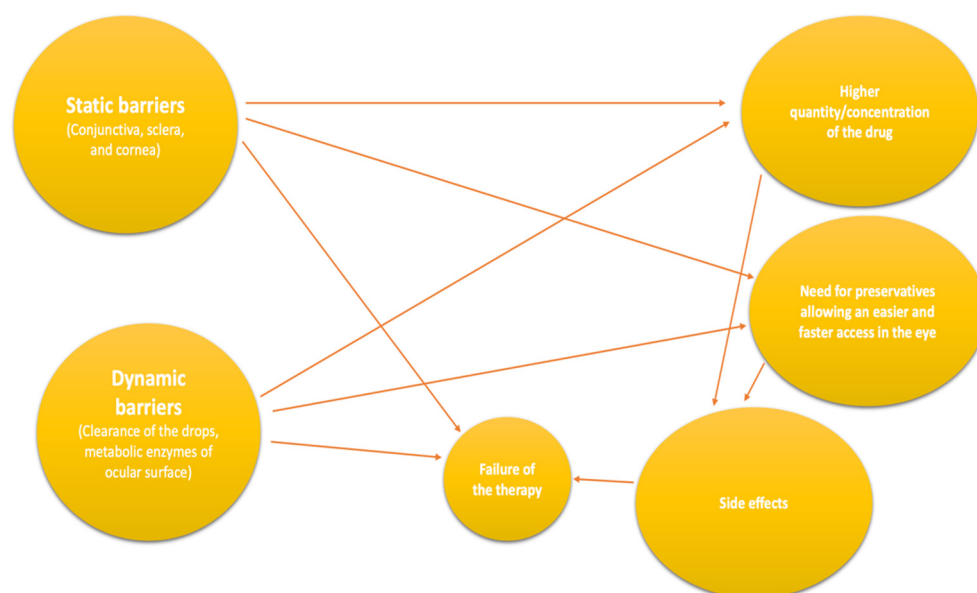 Static barriers
(Conjunctiva, sclera,
and cornea)
Higher
quantity/concentration
of the drug
Need for preservatives
allowing an easier and
faster access in the eye
Dynamic
barriers
(Clearance of the drops,
metabolic enzymes of
ocular surface)
Failure of
the therapy
Side effects